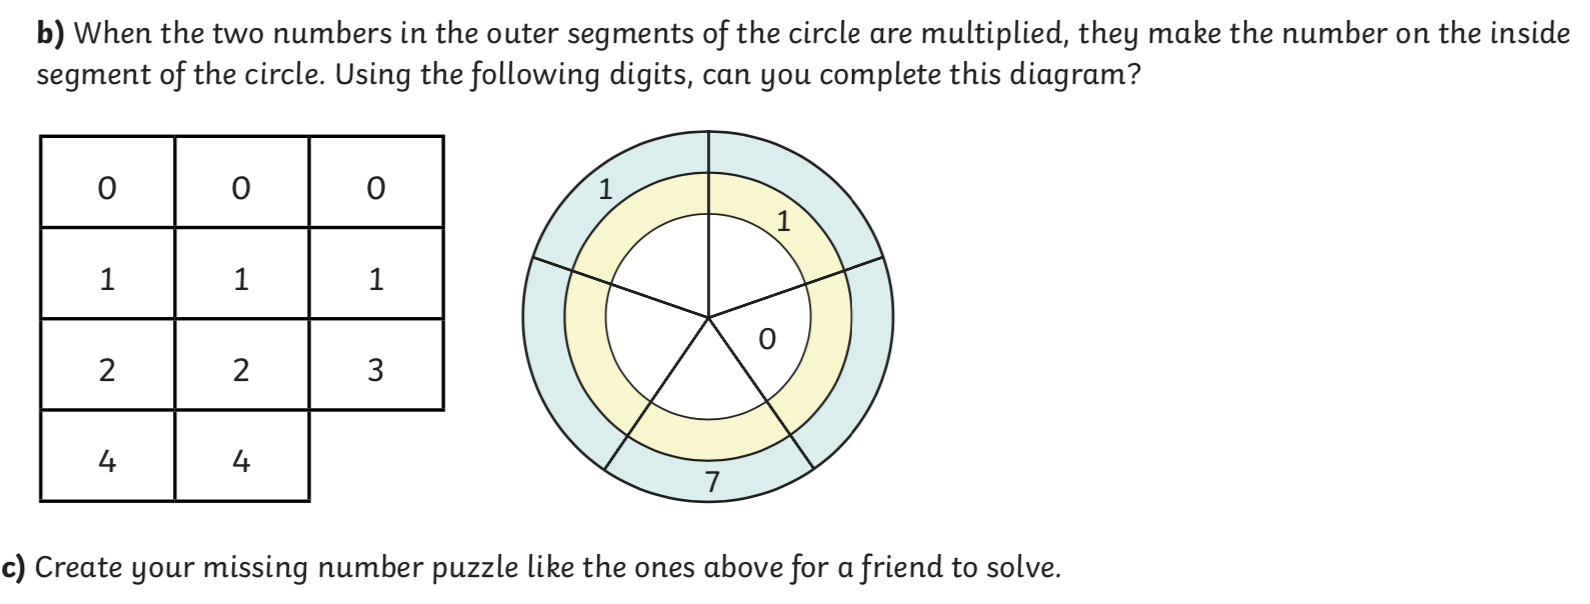 b) When the two numbers in the outer segments of the circle are multiplied, they make the number on the inside
segment of the circle. Using the following digits, can you complete this diagram?
0 0 0
1 1 1
2 2 3
4 4
1
1
0
7
c) Create your missing number puzzle like the ones above for a friend to solve.